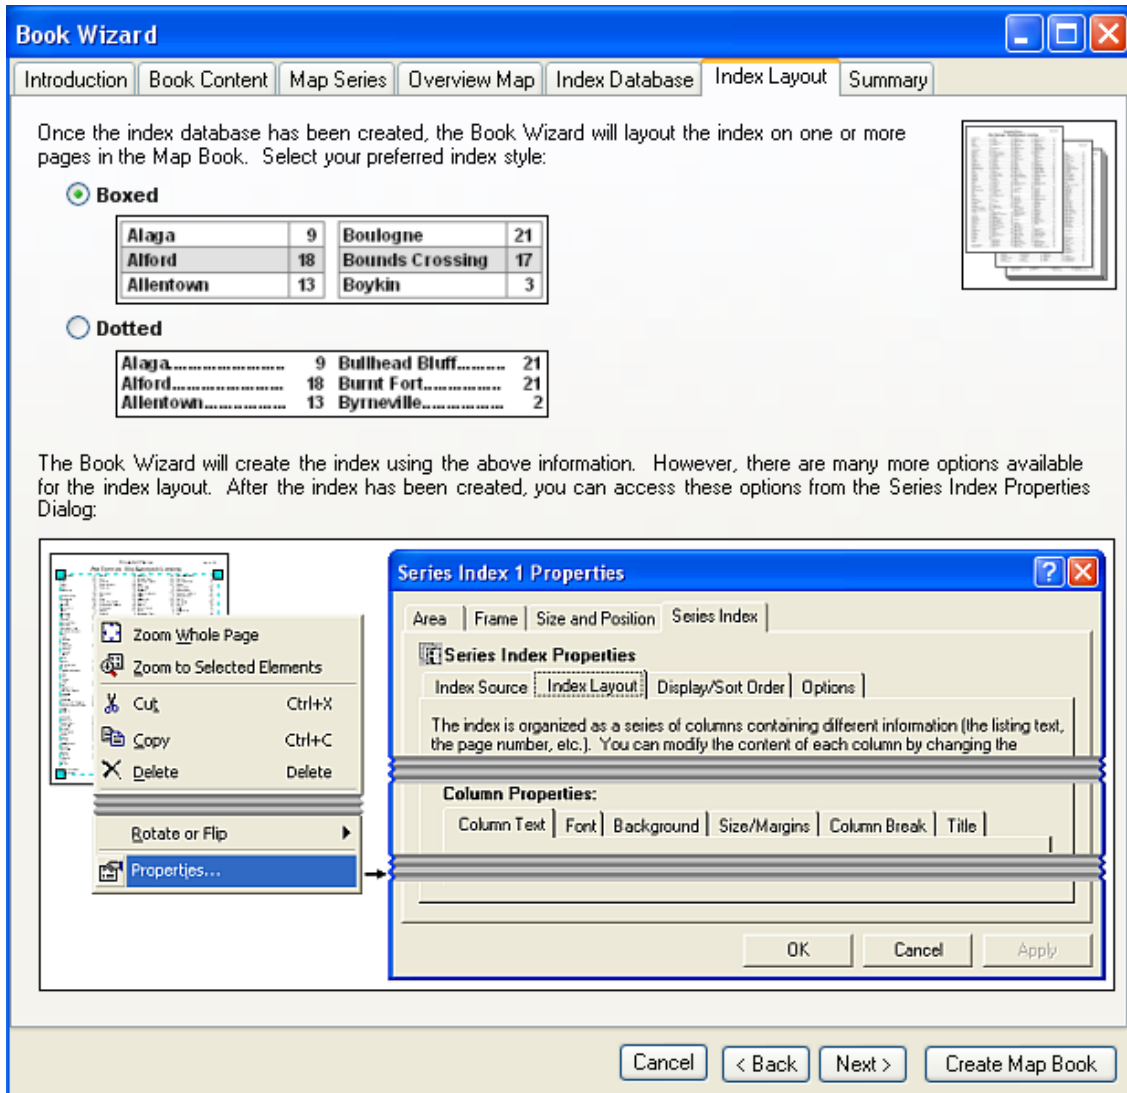 Book Wizard
Introduction Book Content Map Series Overview Map Index Database Index Layout Summary
Once the index database has been created, the Book Wizard will layout the index on one or more
pages in the Map Book. Select your preferred index style:
Boxed
Alaga 9 Boulogne 21
Alford 18 Bounds Crossing 17
Allentown 13 Boykin 3
Dotted
Alaga........................ 9 Bullhead Bluff........... 21
Alford........................ 18 Burnt Fort................. 21
Allentown.................. 13 Byrneville.................. 2
The Book Wizard will create the index using the above information. However, there are many more options available
for the index layout. After the index has been created, you can access these options from the Series Index Properties
Dialog:
Zoom Whole Page
Zoom to Selected Elements
Cut Ctrl+X
Copy Ctrl+C
Delete Delete
Rotate or Flip
Properties...
Series Index 1 Properties
Area Frame Size and Position Series Index
Series Index Properties
Index Source Index Layout Display/Sort Order Options
The index is organized as a series of columns containing different information (the listing text,
the page number, etc.). You can modify the content of each column by changing the
Column Properties:
Column Text Font Background Size/Margins Column Break Title
OK Cancel Apply
Cancel < Back Next > Create Map Book